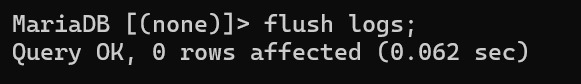 MariaDB [(none)]> flush logs;
Query OK, 0 rows affected (0.062 sec)